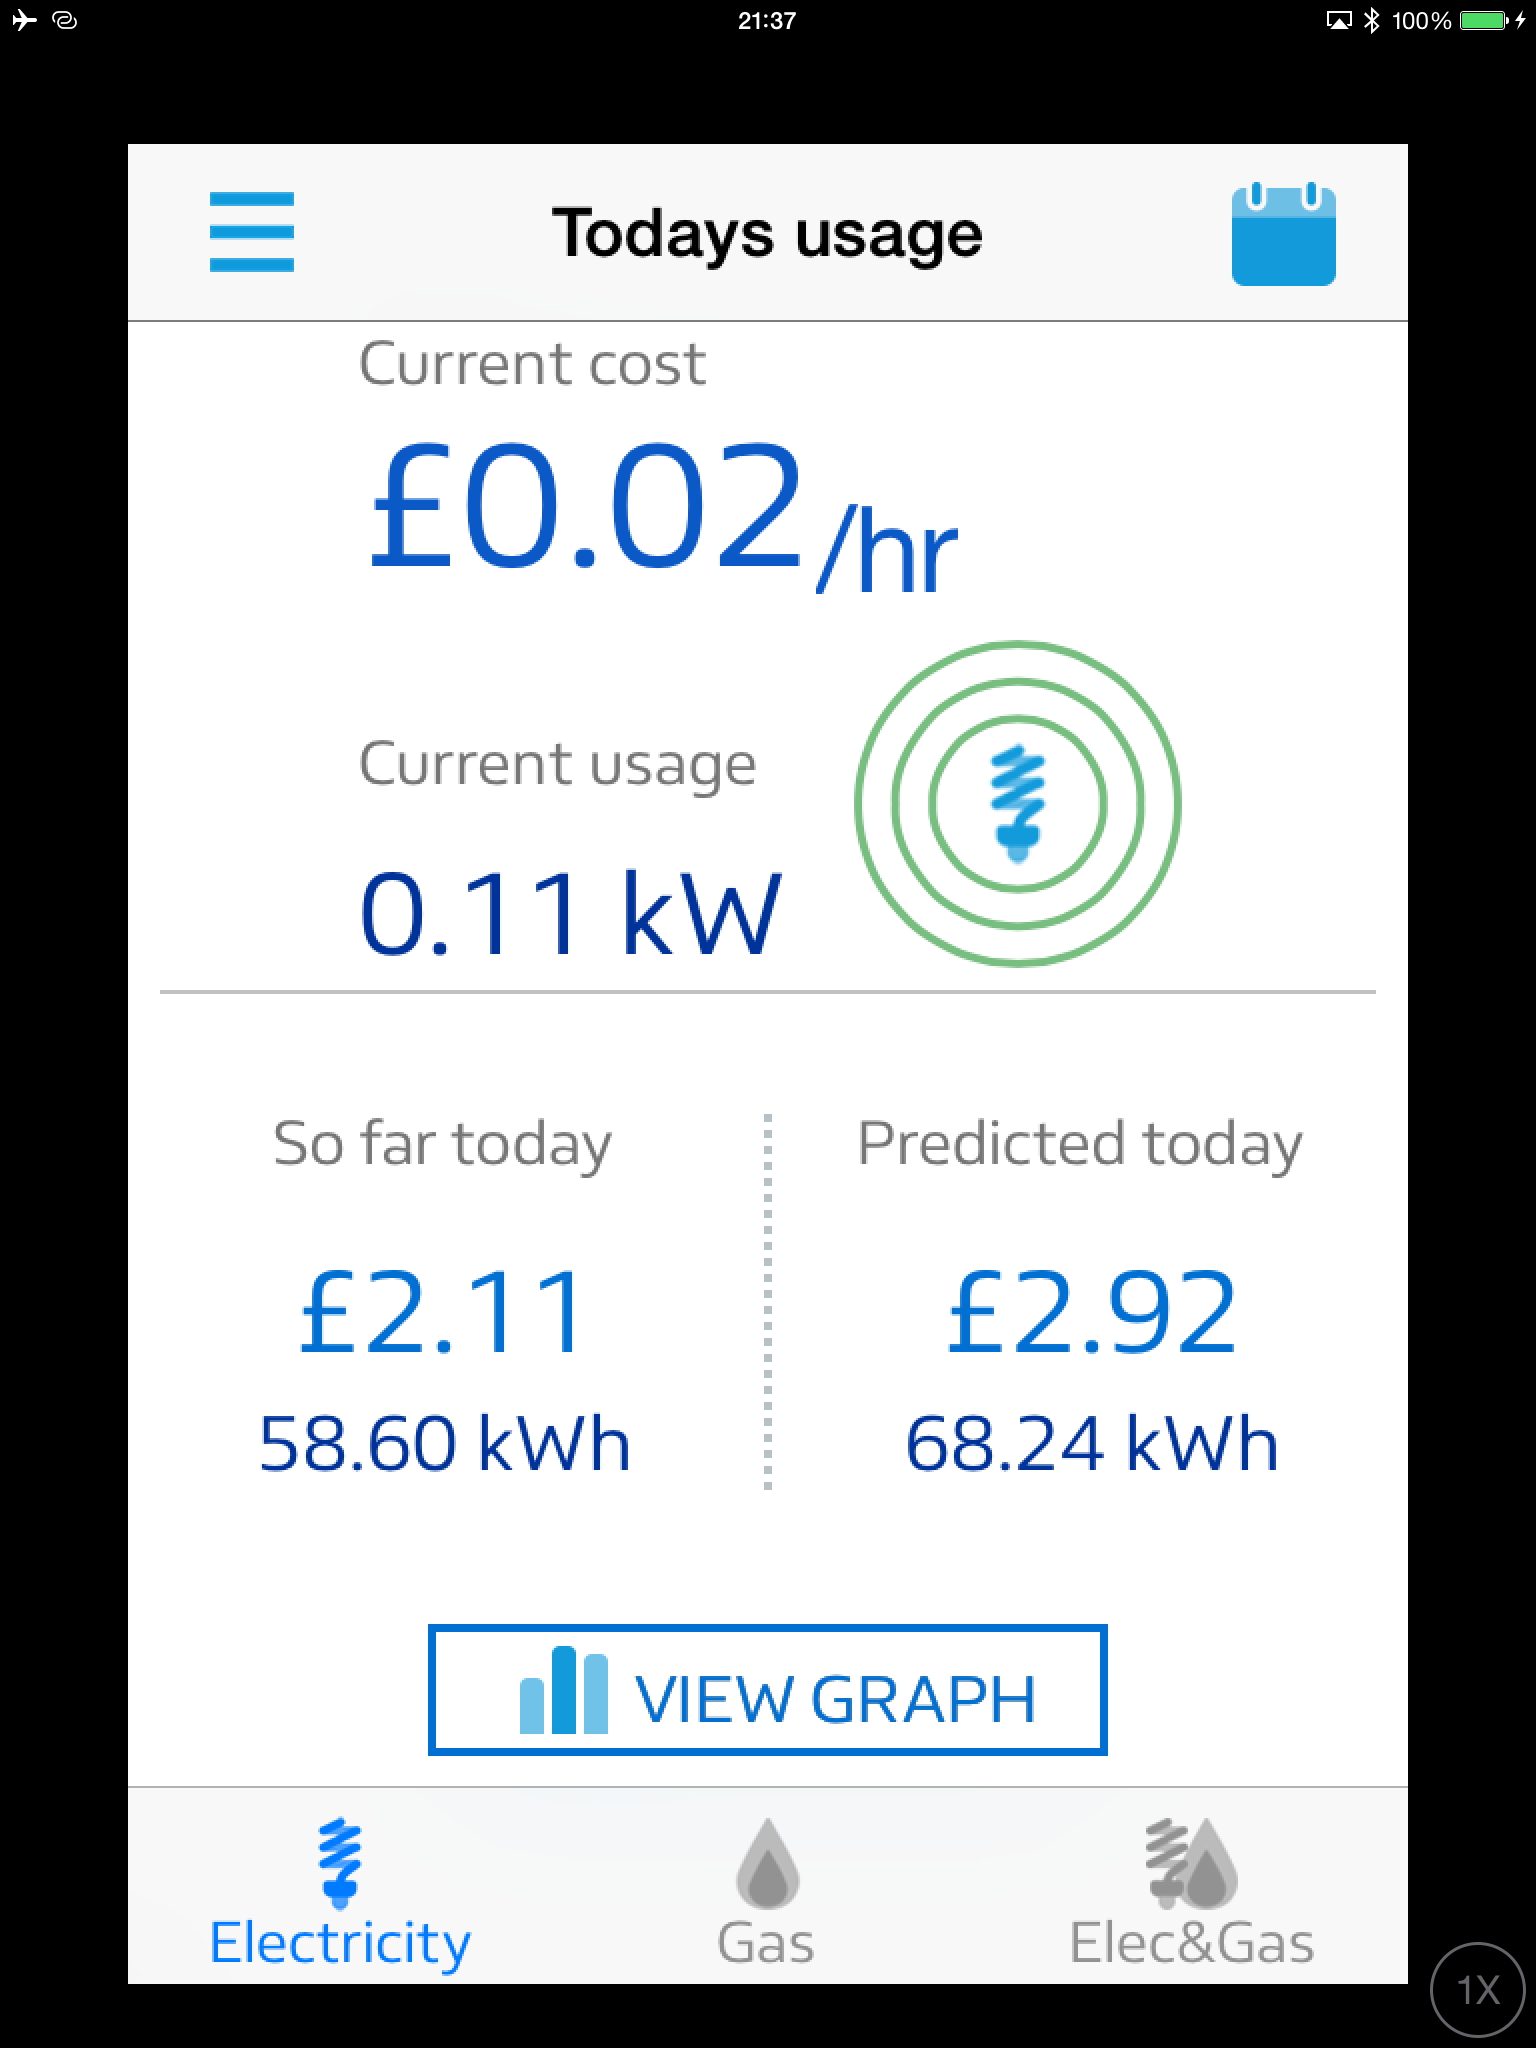 21:37
100%
Todays usage
Current cost
£0.02/hr
Current usage
0.11 kW
So far today
Predicted today
£2.11
£2.92
58.60 kWh
68.24 kWh
VIEW GRAPH
Electricity
Gas
Elec&Gas
1X